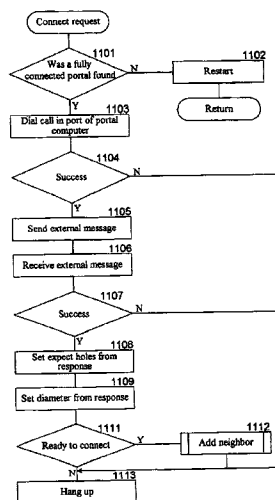 Connect request
1101
Was a fully
connected portal found
N
1102
Restart
Return
Y
1103
Dial call in port of portal
computer
1104
Success
N
Y
1105
Send external message
1106
Receive external message
1107
Success
N
Y
1108
Set expect holes from
response
1109
Set diameter from response
1111
Ready to connect
Y
1112
Add neighbor
N
1113
Hang up